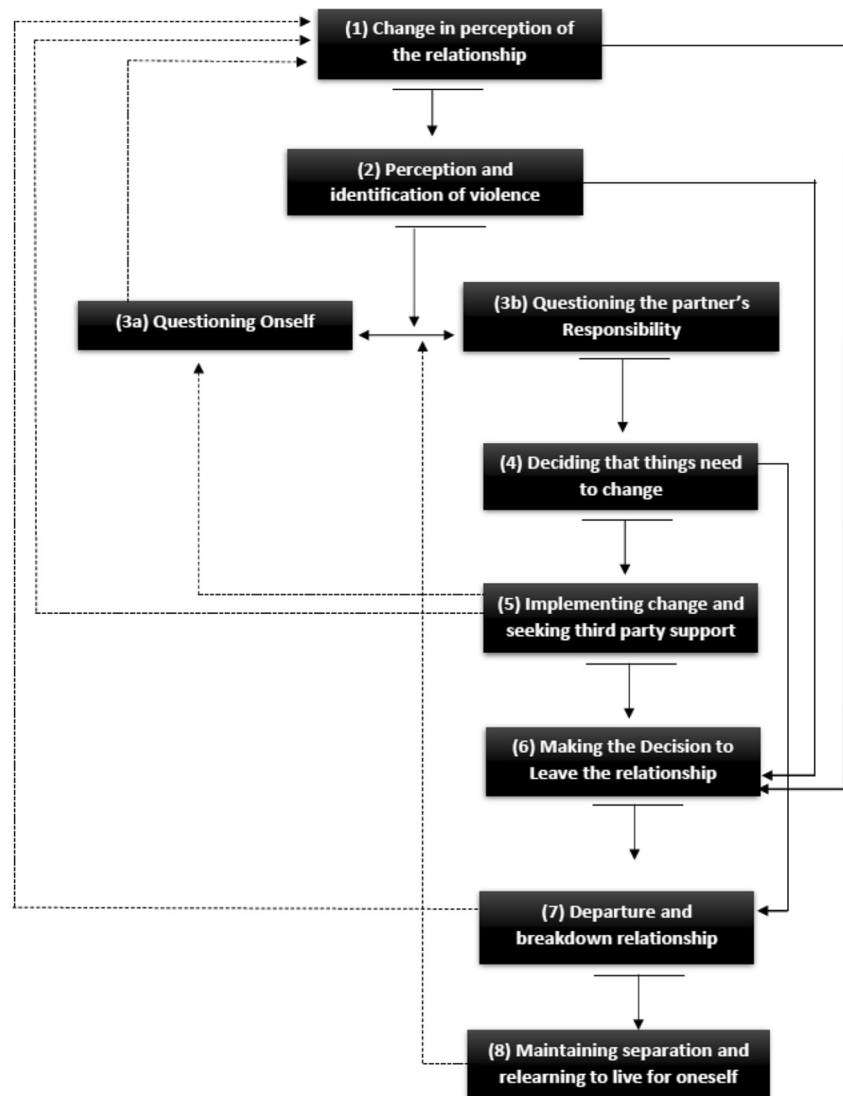 (1) Change in perception of
the relationship
(2) Perception and
identification of violence
(3a) Questioning Onself
(3b) Questioning the partner’s
Responsibility
(4) Deciding that things need
to change
(5) Implementing change and
seeking third party support
(6) Making the Decision to
Leave the relationship
(7) Departure and
breakdown relationship
(8) Maintaining separation and
relearning to live for oneself